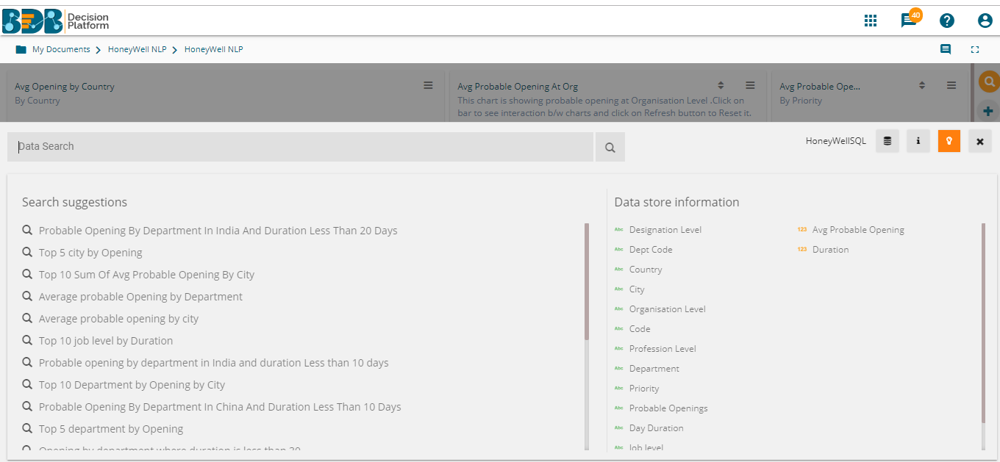 BDB Decision
Platform
40
?
My Documents > HoneyWell NLP > HoneyWell NLP
Avg Opening by Country
By Country
Avg Probable Opening At Org
This chart is showing probable opening at Organisation Level .Click on
bar to see interaction b/w charts and click on Refresh button to Reset it.
Avg Probable Ope...
By Priority
Data Search
HoneyWellSQL
i
Search suggestions
Probable Opening By Department In India And Duration Less Than 20 Days
Top 5 city by Opening
Top 10 Sum Of Avg Probable Opening By City
Average probable Opening by Department
Average probable opening by city
Top 10 job level by Duration
Probable opening by department in India and duration Less than 10 days
Top 10 Department by Opening by City
Probable Opening By Department In China And Duration Less Than 10 Days
Top 5 department by Opening
Opening by department where duration is less than 30
Data store information
Abc Designation Level
Abc Dept Code
Abc Country
Abc City
Abc Organisation Level
Abc Code
Abc Profession Level
Abc Department
Abc Priority
Abc Probable Openings
Abc Day Duration
Abc Job level
123 Avg Probable Opening
123 Duration